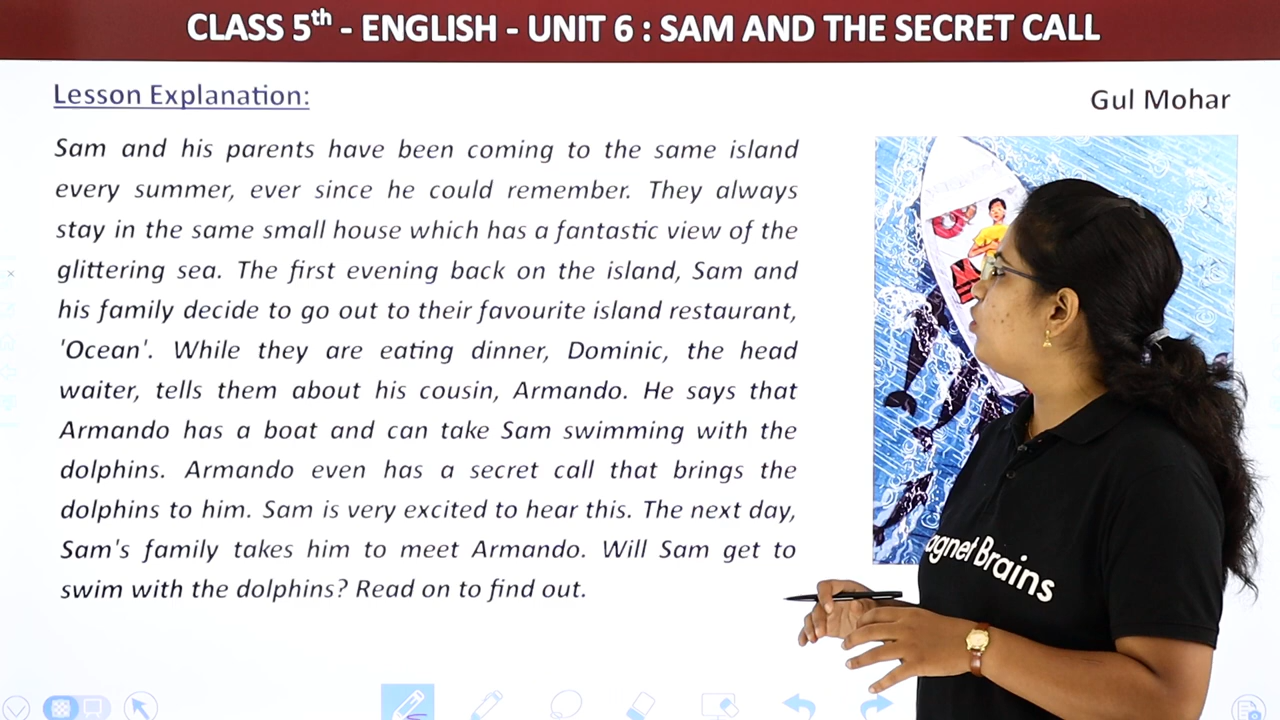 CLASS 5th - ENGLISH - UNIT 6 : SAM AND THE SECRET CALL
Lesson Explanation:
Gul Mohar
Sam and his parents have been coming to the same island
every summer, ever since he could remember. They always
stay in the same small house which has a fantastic view of the
glittering sea. The first evening back on the island, Sam and
his family decide to go out to their favourite island restaurant,
'Ocean'. While they are eating dinner, Dominic, the head
waiter, tells them about his cousin, Armando. He says that
Armando has a boat and can take Sam swimming with the
dolphins. Armando even has a secret call that brings the
dolphins to him. Sam is very excited to hear this. The next day,
Sam's family takes him to meet Armando. Will Sam get to
swim with the dolphins? Read on to find out.
Brains